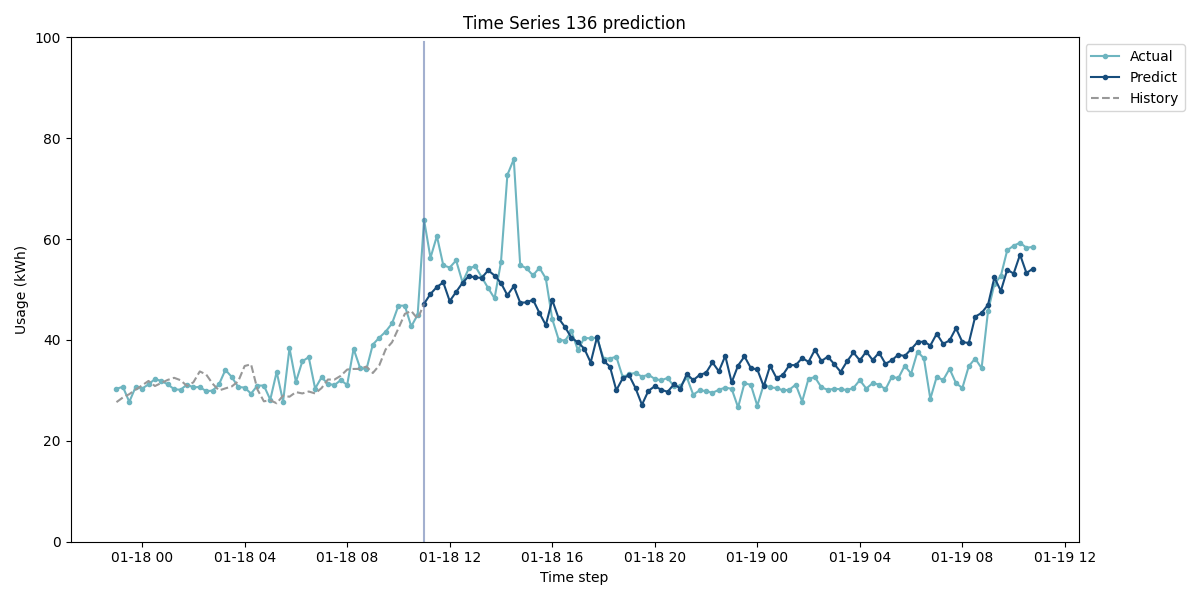 Time Series 136 prediction
Actual
Predict
History
Usage (kWh)
100
80
60
40
20
0
01-18 00
01-18 04
01-18 08
01-18 12
01-18 16
01-18 20
01-19 00
01-19 04
01-19 08
01-19 12
Time step